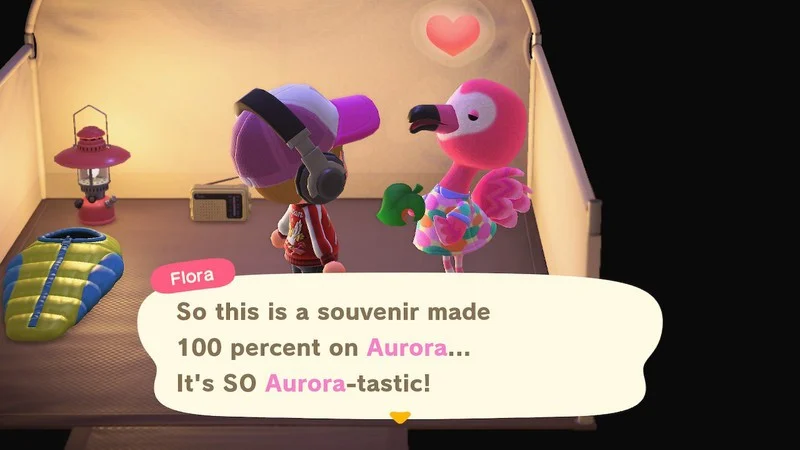 Flora
So this is a souvenir made
100 percent on Aurora...
It's SO Aurora-tastic!